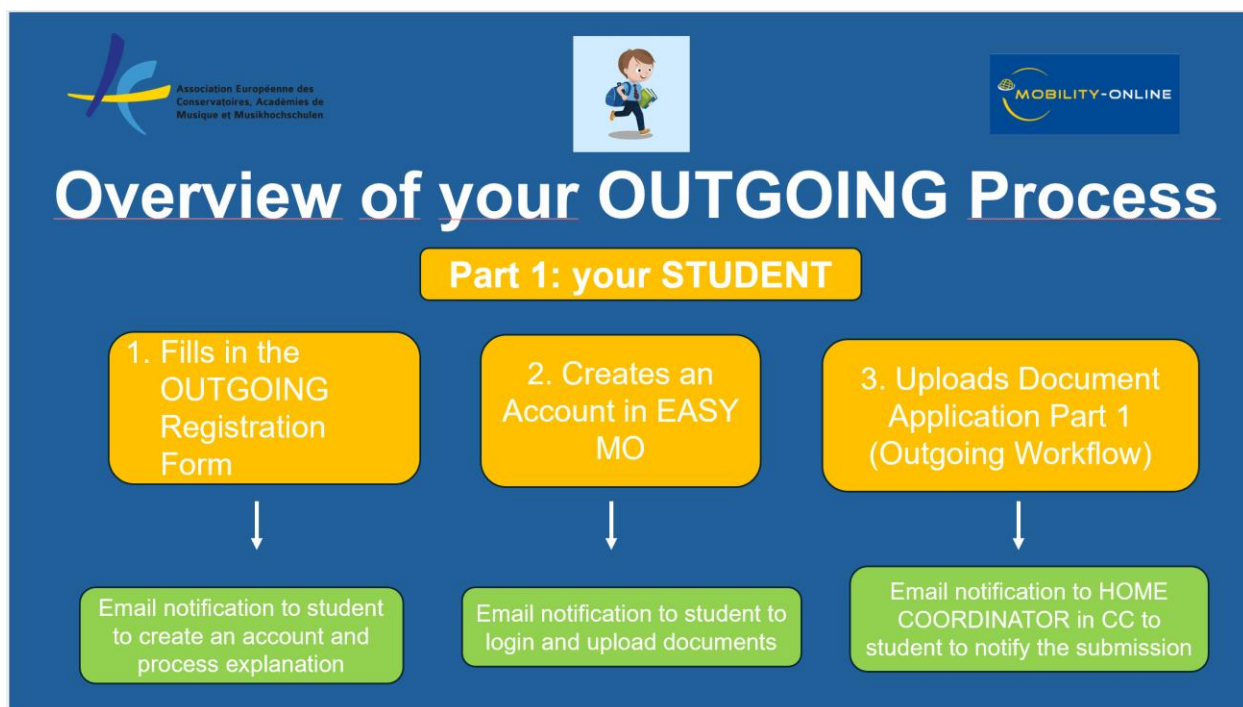 Association Européenne des
Conservatoires, Académies de
Musique et Musikhochschulen
MOBILITY-ONLINE
Overview of your OUTGOING Process
Part 1: your STUDENT
1. Fills in the
OUTGOING
Registration
Form
2. Creates an
Account in EASY
MO
3. Uploads Document
Application Part 1
(Outgoing Workflow)
Email notification to student
to create an account and
process explanation
Email notification to student to
login and upload documents
Email notification to HOME
COORDINATOR in CC to
student to notify the submission